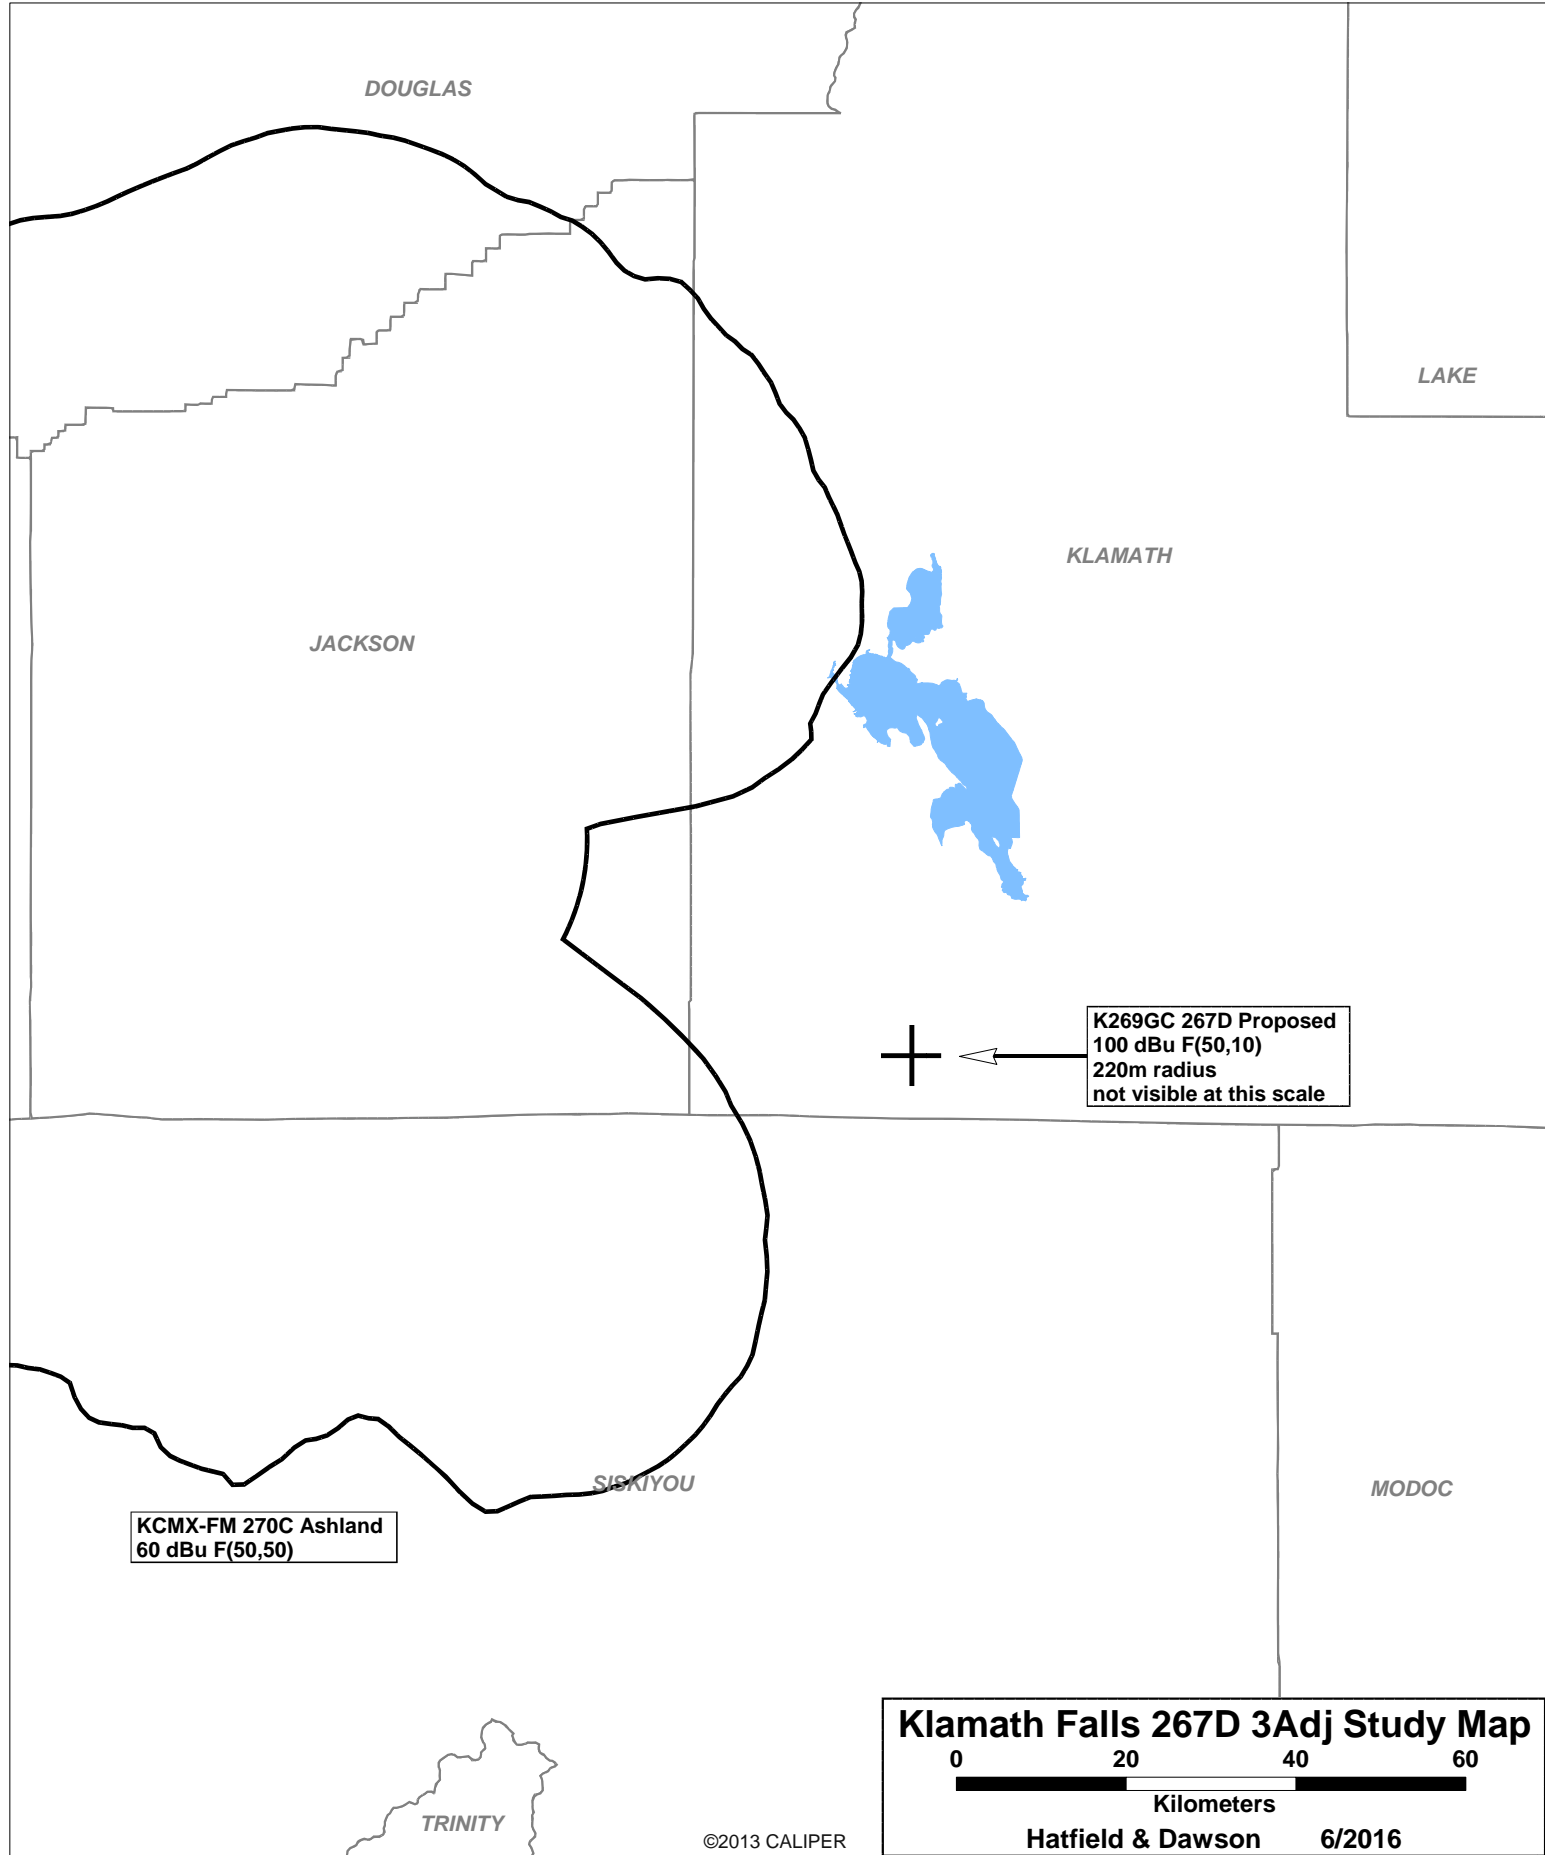 DOUGLAS
LAKE
KLAMATH
JACKSON
K269GC 267D Proposed
100 dBu F(50,10)
220m radius
not visible at this scale
SISKIYOU
MODOC
KCMX-FM 270C Ashland
60 dBu F(50,50)
TRINITY
©2013 CALIPER
Klamath Falls 267D 3Adj Study Map
0 20 40 60
Kilometers
Hatfield & Dawson 6/2016